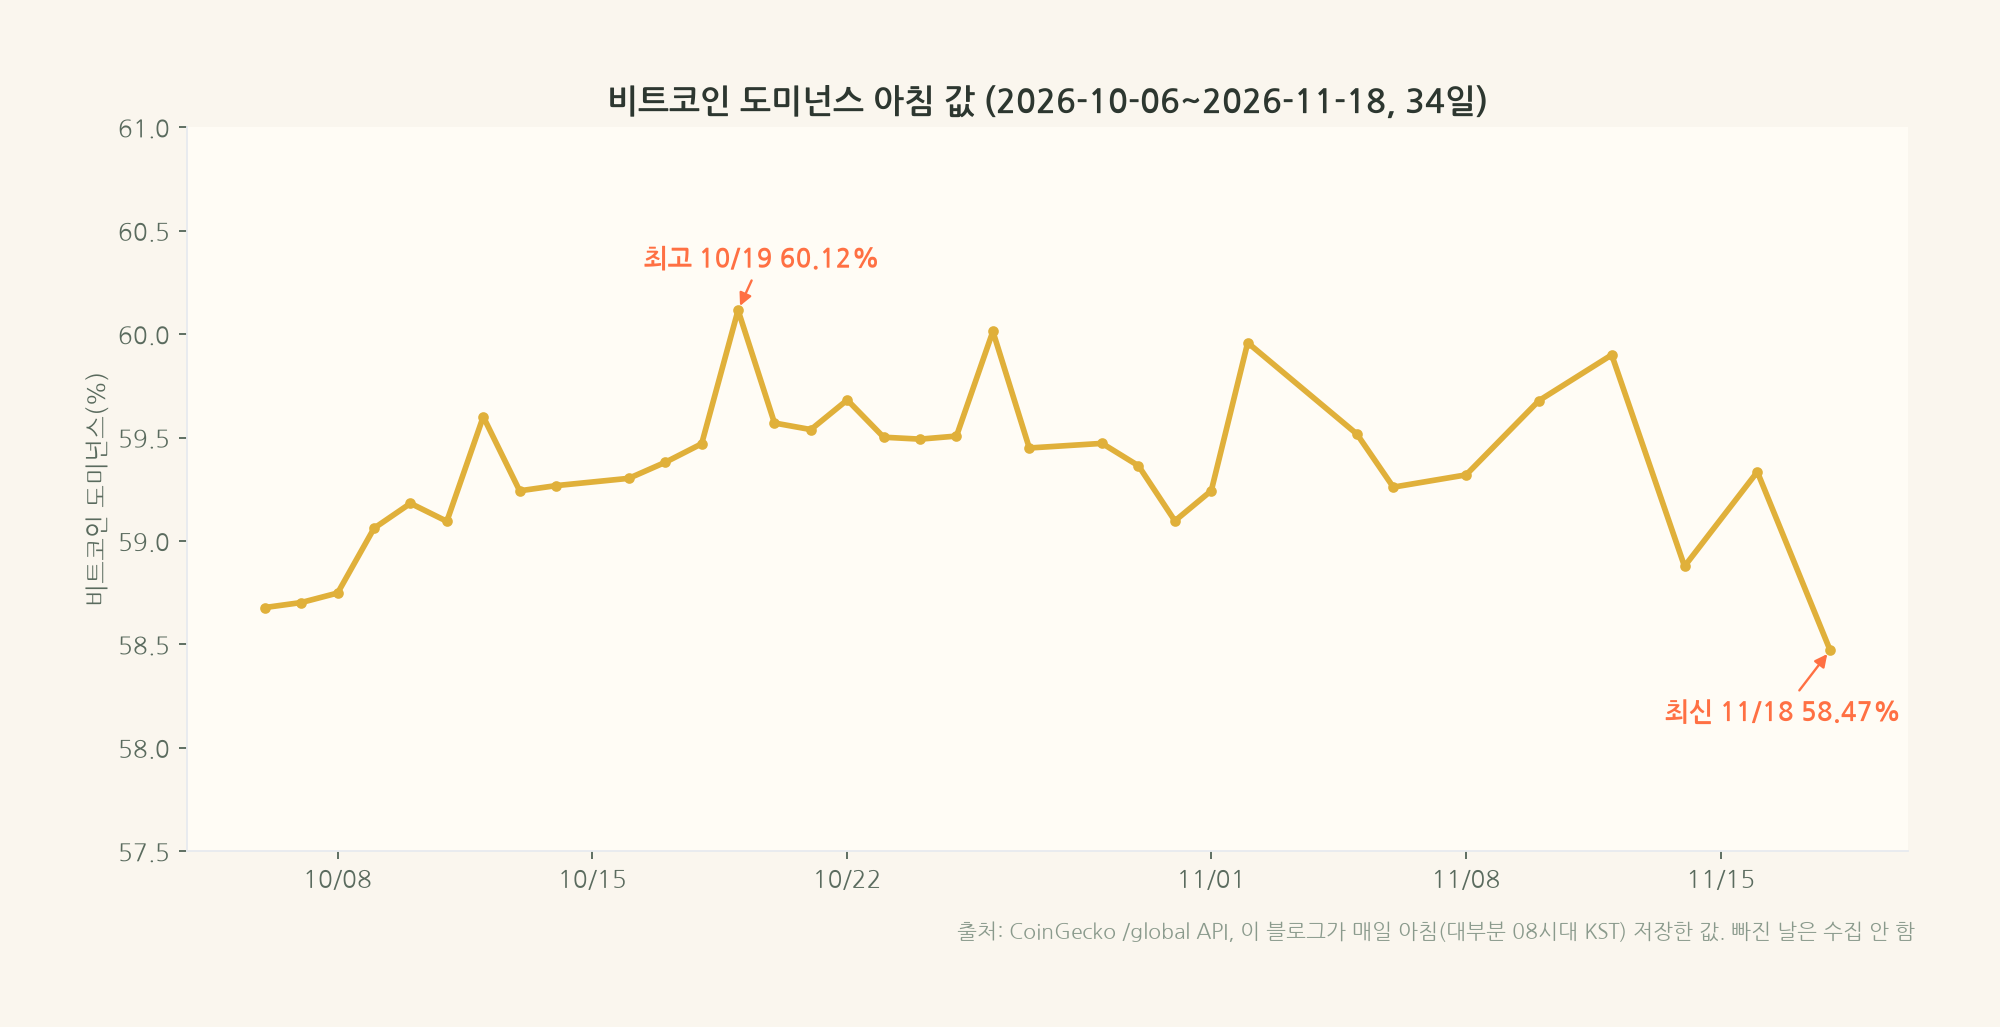 비트코인 도미넌스 아침 값 (2026-10-06~2026-11-18, 34일)
비트코인 도미넌스(%)
61.0
60.5
60.0
59.5
59.0
58.5
58.0
57.5
최고 10/19 60.12%
최신 11/18 58.47%
10/08
10/15
10/22
11/01
11/08
11/15
출처: CoinGecko /global API, 이 블로그가 매일 아침(대부분 08시대 KST) 저장한 값. 빠진 날은 수집 안 함